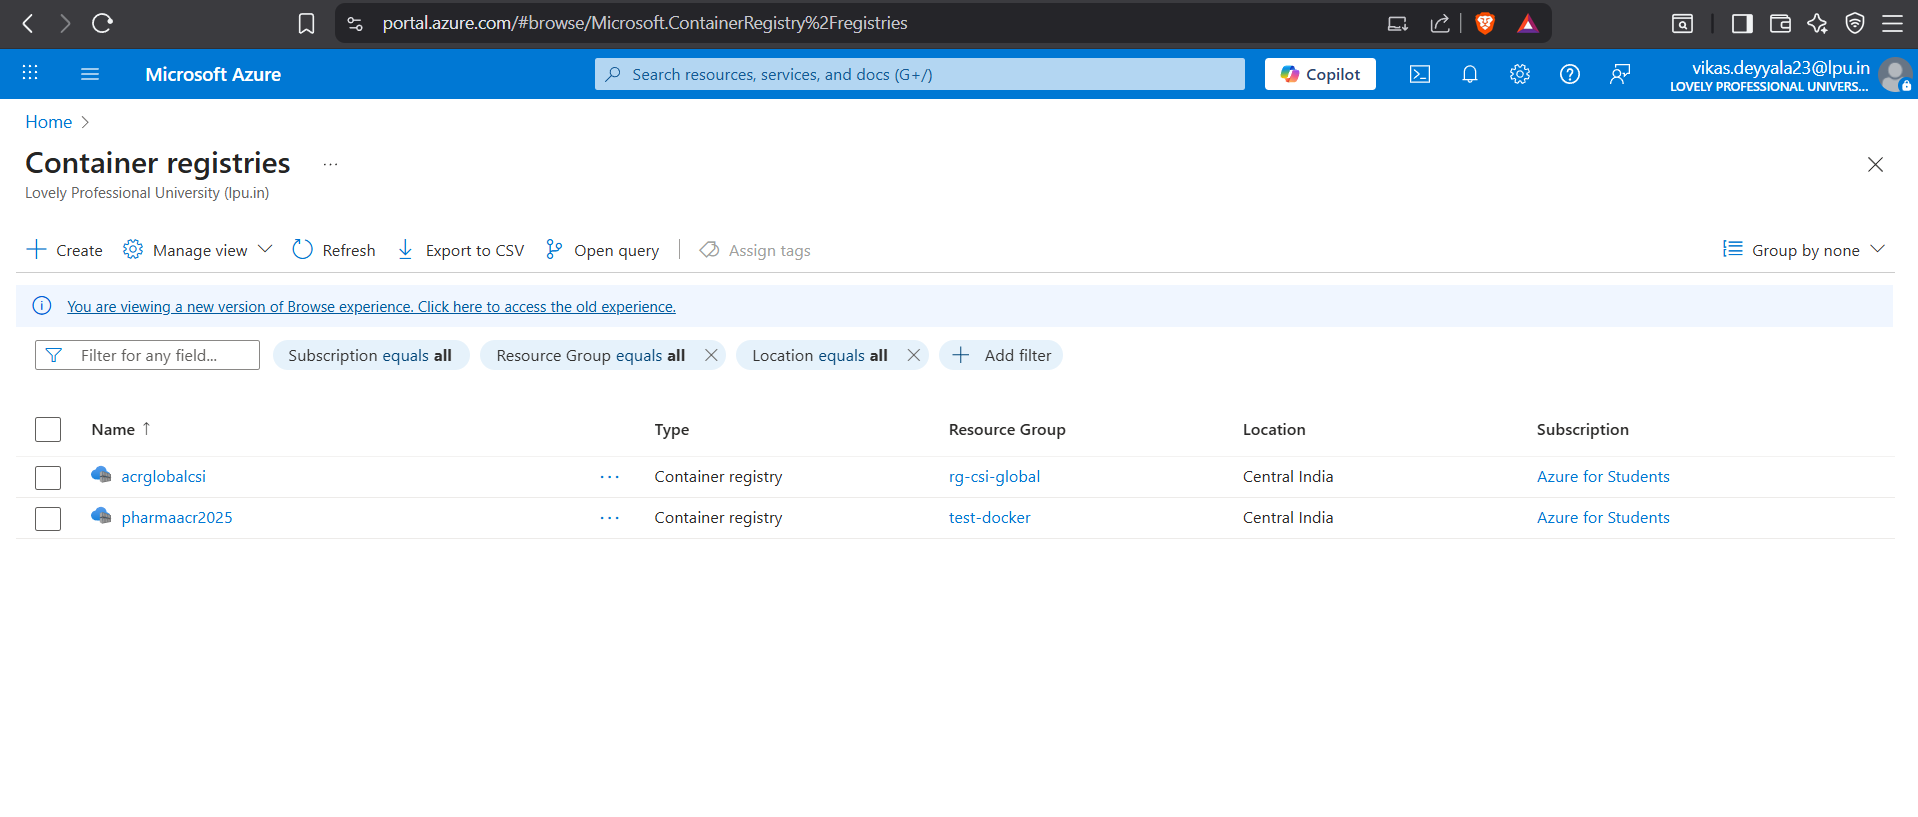 portal.azure.com/#browse/Microsoft.ContainerRegistry%2Fregistries
Microsoft Azure
Search resources, services, and docs (G+/)
Copilot
vikas.deyyala23@lpu.in
LOVELY PROFESSIONAL UNIVERS...
Home
Container registries ...
Lovely Professional University (lpu.in)
Create
Manage view
Refresh
Export to CSV
Open query
Assign tags
Group by none
You are viewing a new version of Browse experience. Click here to access the old experience.
Filter for any field...
Subscription equals all
Resource Group equals all
Location equals all
Add filter
Name ↑ Type Resource Group Location Subscription
acrglobalcsi ... Container registry rg-csi-global Central India Azure for Students
pharmaacr2025 ... Container registry test-docker Central India Azure for Students